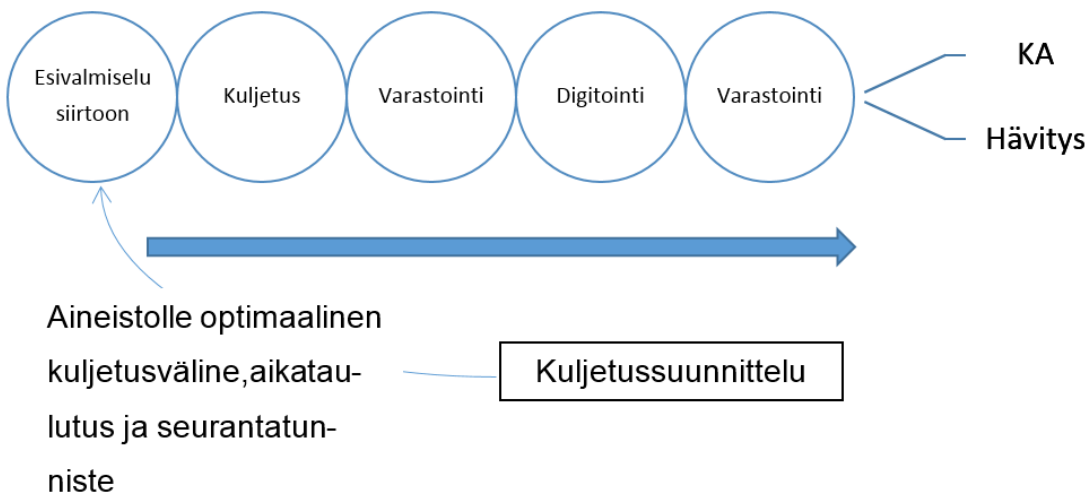 Esivalmiselu
siirtoon
Kuljetus
Varastointi
Digitointi
Varastointi
KA
Hävitys
Aineistolle optimaalinen
kuljetusväline,aikatau-
lutus ja seurantatun-
niste
Kuljetussuunnittelu